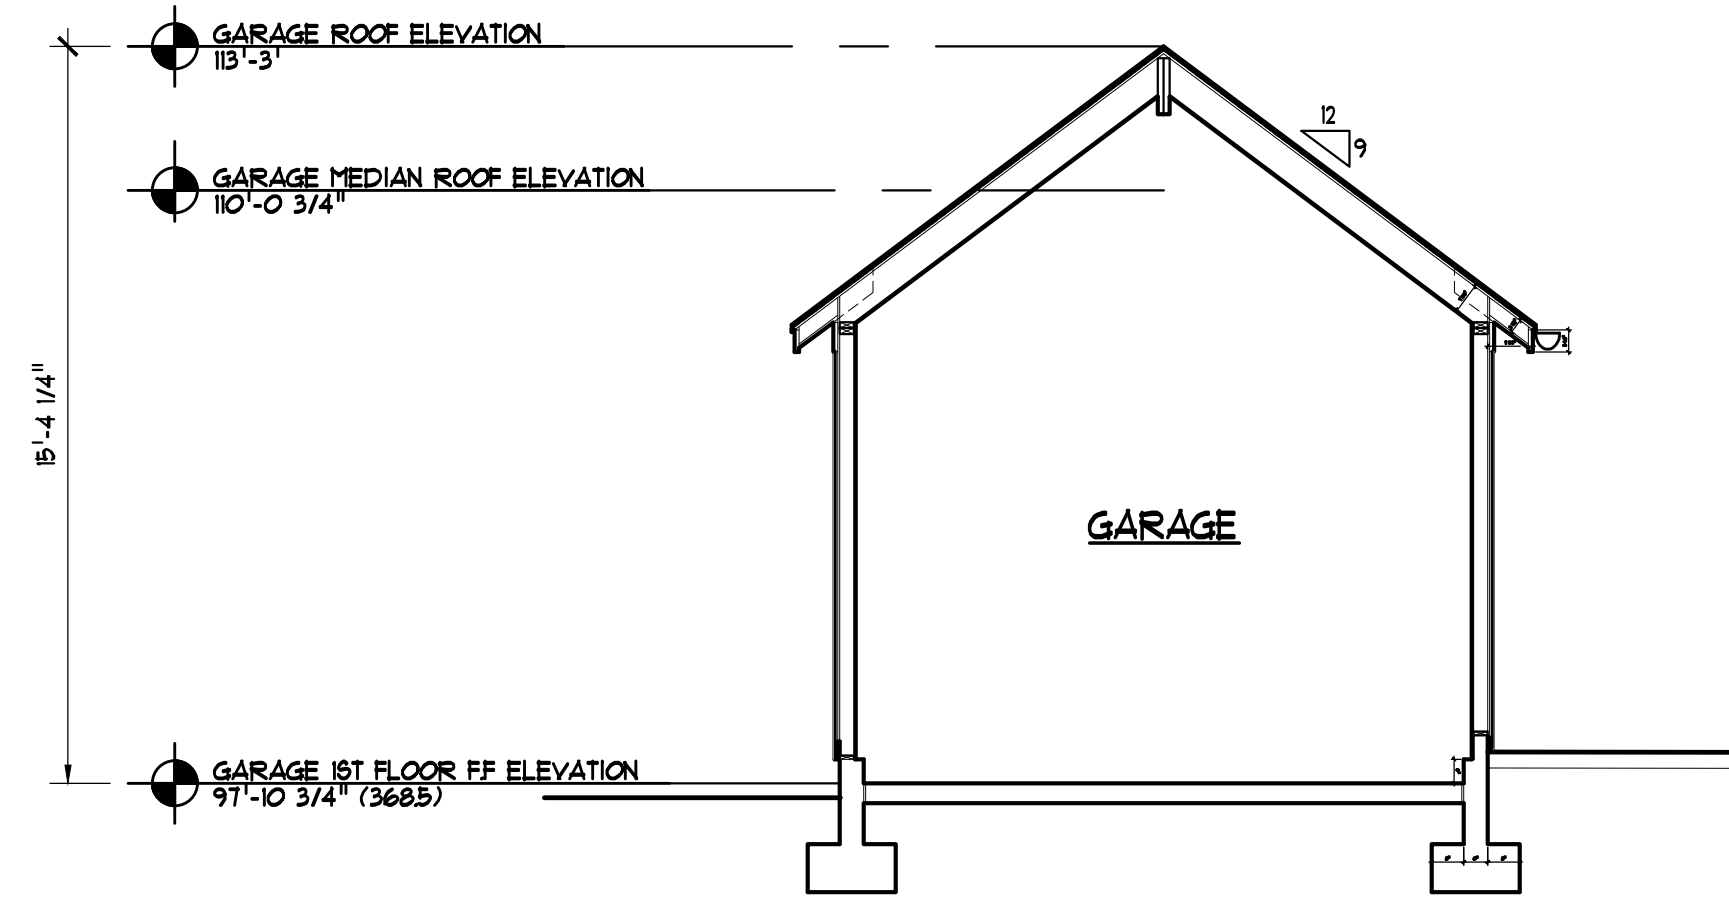 GARAGE ROOF ELEVATION
113'-3"
12
9
GARAGE MEDIAN ROOF ELEVATION
110'-0 3/4"
15'-4 1/4"
GARAGE
GARAGE 1ST FLOOR F.F ELEVATION
97'-10 3/4" (368.5)